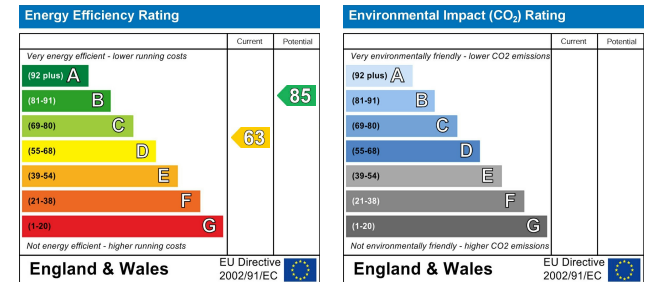 Energy Efficiency Rating
Current Potential
Very energy efficient - lower running costs
(92 plus) A
(81-91) B
(69-80) C
(55-68) D
(39-54) E
(21-38) F
(1-20) G
63
85
Not energy efficient - higher running costs
England & Wales
EU Directive
2002/91/EC
Environmental Impact (CO₂) Rating
Current Potential
Very environmentally friendly - lower CO2 emissions
(92 plus) A
(81-91) B
(69-80) C
(55-68) D
(39-54) E
(21-38) F
(1-20) G
Not environmentally friendly - higher CO2 emissions
England & Wales
EU Directive
2002/91/EC